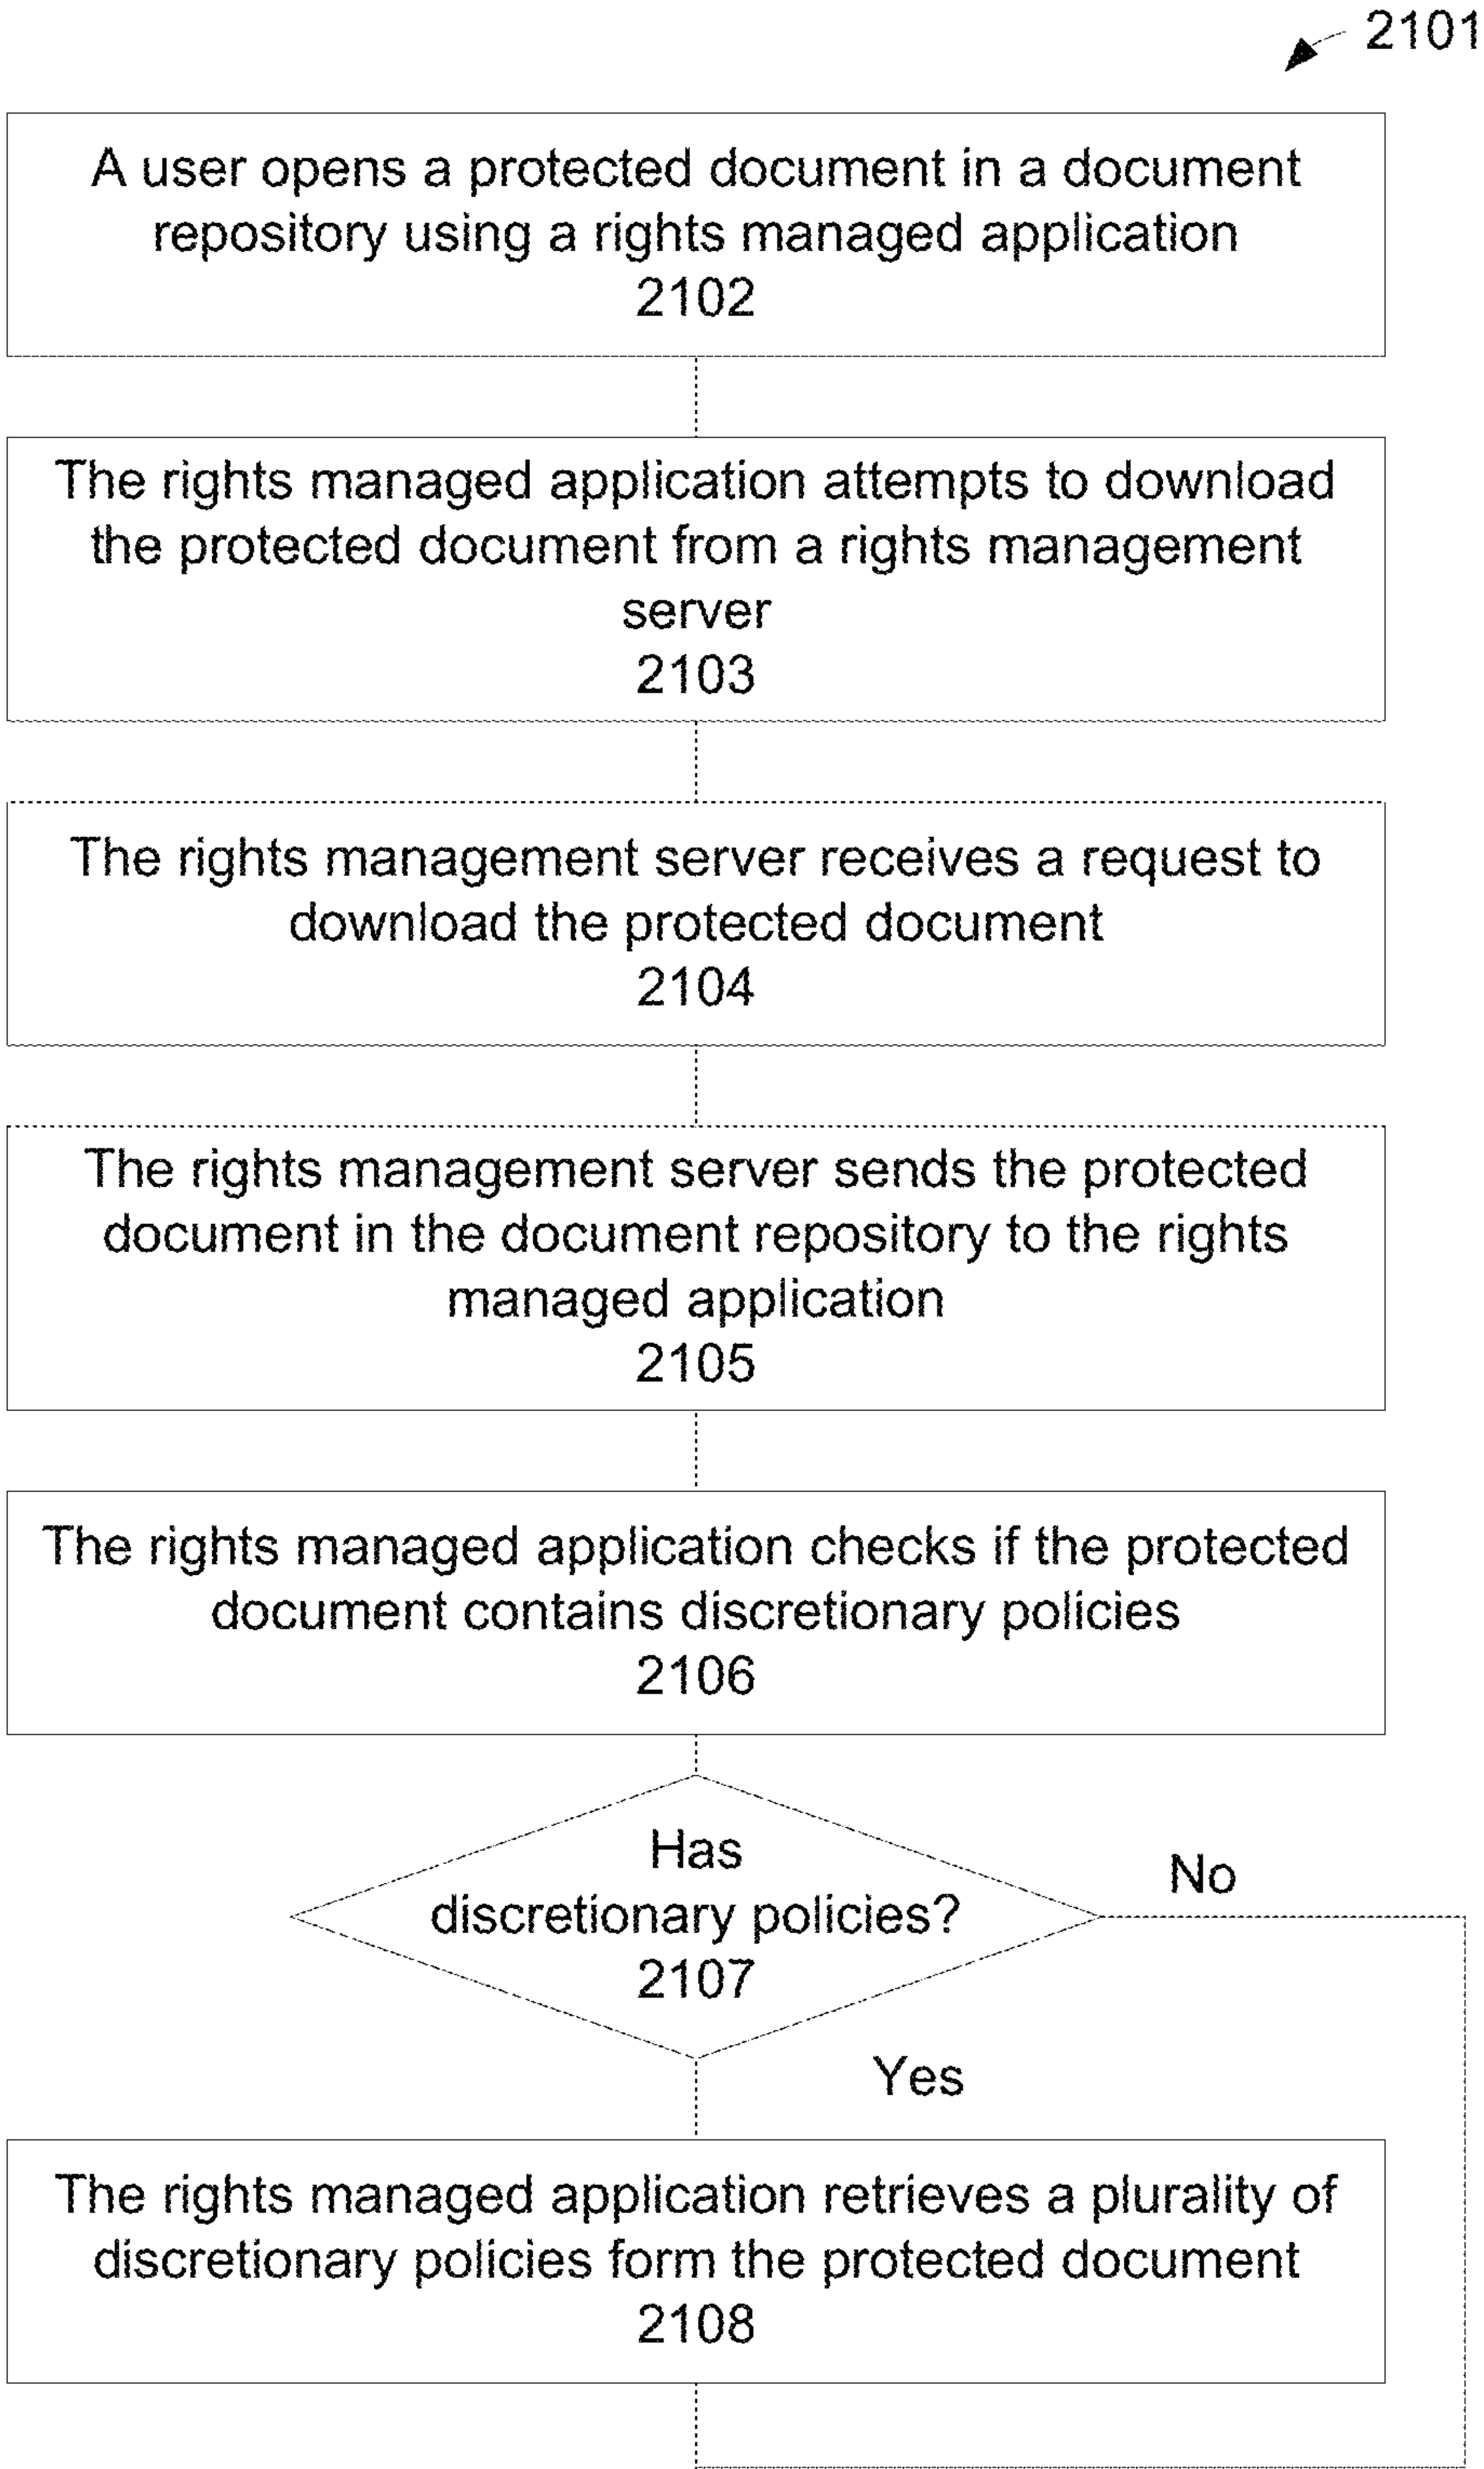 2101
A user opens a protected document in a document
repository using a rights managed application
2102
The rights managed application attempts to download
the protected document from a rights management
server
2103
The rights management server receives a request to
download the protected document
2104
The rights management server sends the protected
document in the document repository to the rights
managed application
2105
The rights managed application checks if the protected
document contains discretionary policies
2106
Has
discretionary policies?
2107
No
Yes
The rights managed application retrieves a plurality of
discretionary policies form the protected document
2108